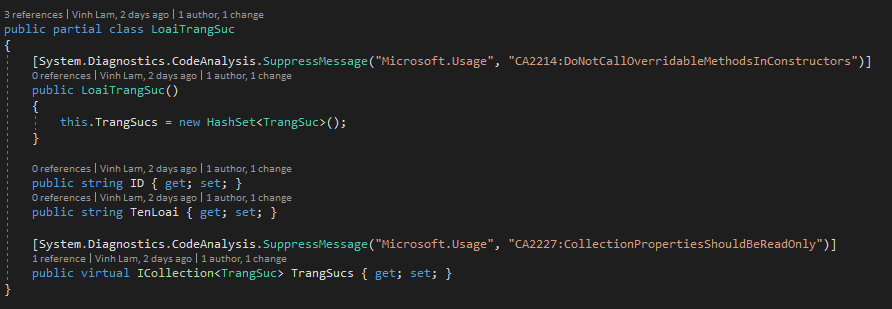 3 references | Vinh Lam, 2 days ago | 1 author, 1 change
public partial class LoaiTrangSuc
{
[System.Diagnostics.CodeAnalysis.SuppressMessage("Microsoft.Usage", "CA2214:DoNotCallOverridableMethodsInConstructors")]
0 references | Vinh Lam, 2 days ago | 1 author, 1 change
public LoaiTrangSuc()
{
this.TrangSucs = new HashSet<TrangSuc>();
}
0 references | Vinh Lam, 2 days ago | 1 author, 1 change
public string ID { get; set; }
0 references | Vinh Lam, 2 days ago | 1 author, 1 change
public string TenLoai { get; set; }
[System.Diagnostics.CodeAnalysis.SuppressMessage("Microsoft.Usage", "CA2227:CollectionPropertiesShouldBeReadOnly")]
1 reference | Vinh Lam, 2 days ago | 1 author, 1 change
public virtual ICollection<TrangSuc> TrangSucs { get; set; }
}